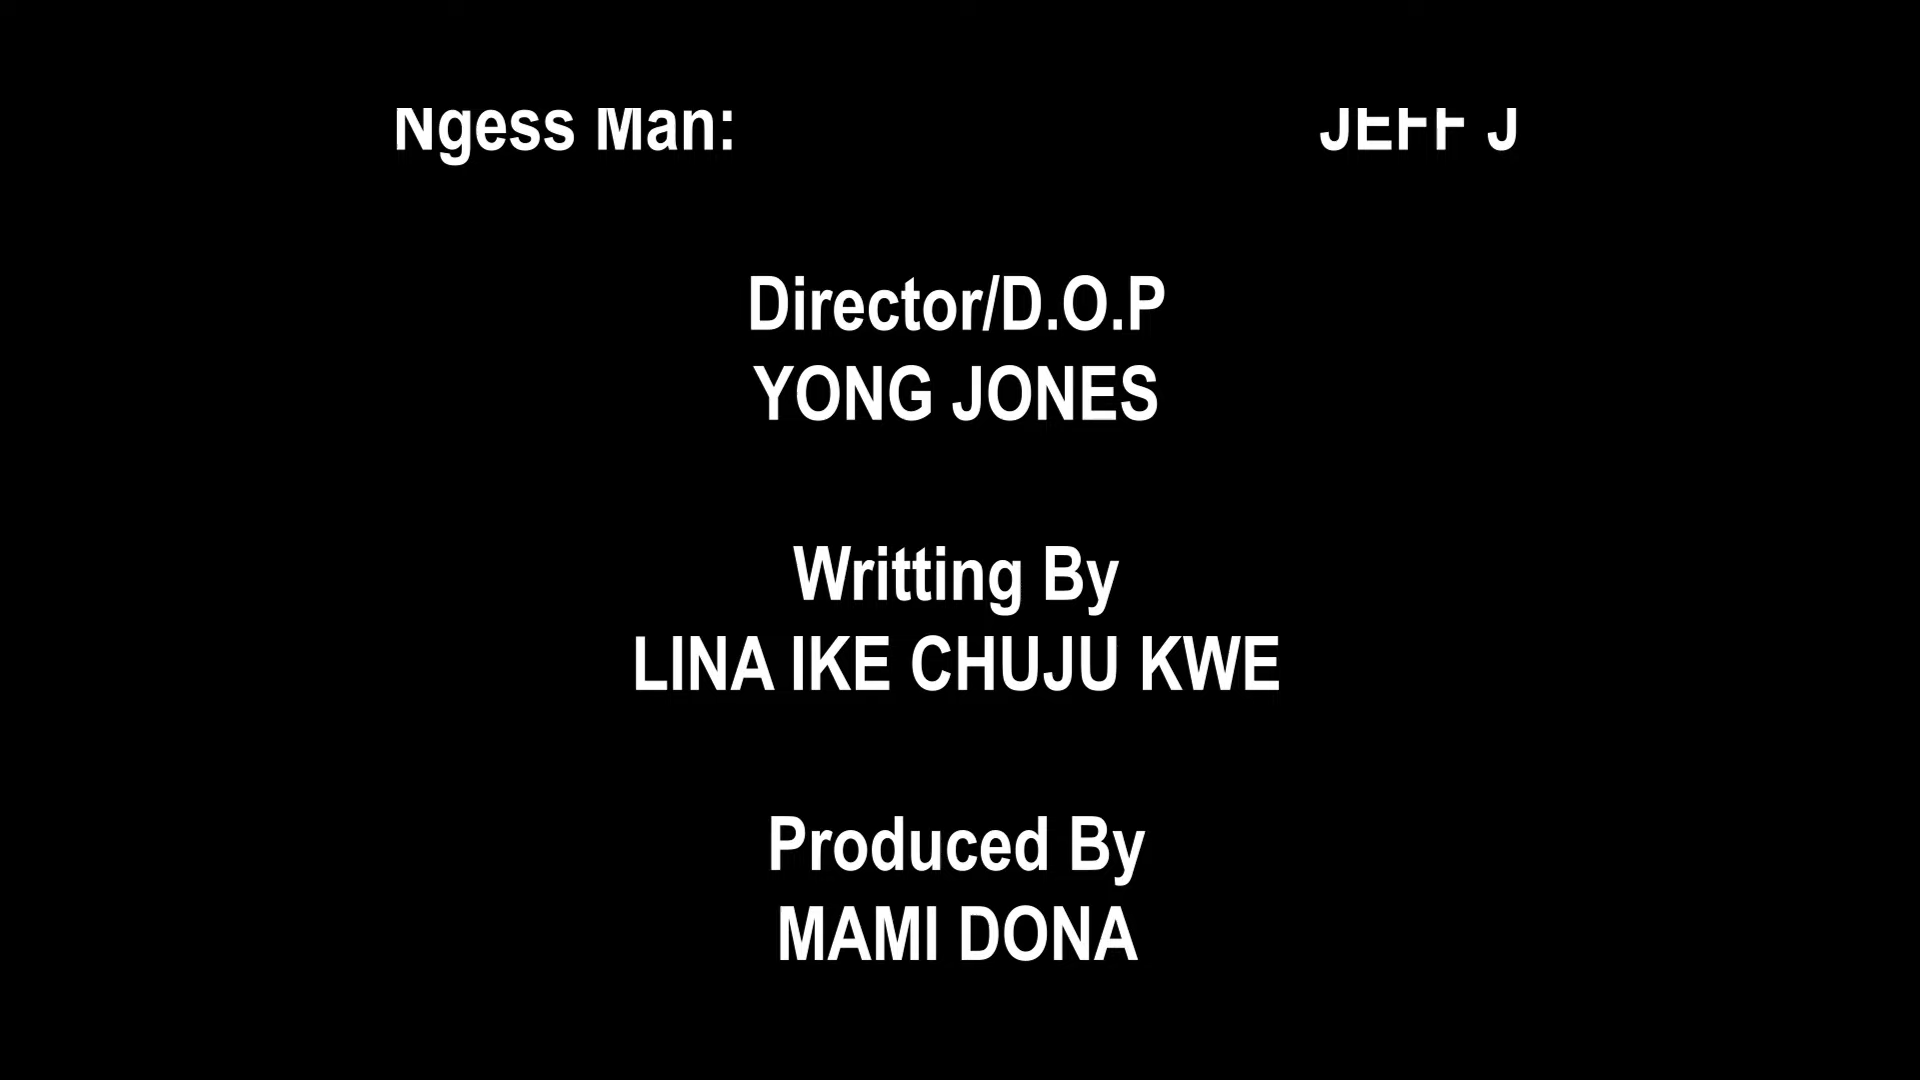 Ngess Man: JEFF J
Director/D.O.P
YONG JONES
Writting By
LINA IKE CHUJU KWE
Produced By
MAMI DONA